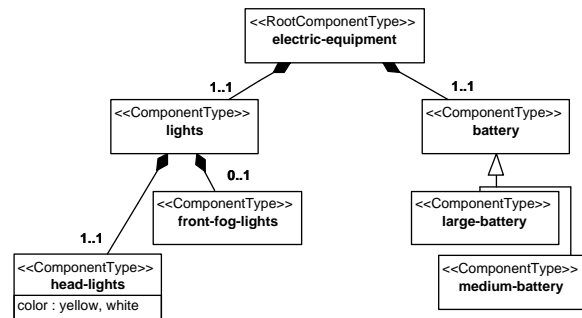 <<RootComponentType>>
electric-equipment
1..1
1..1
<<ComponentType>>
lights
<<ComponentType>>
battery
0..1
<<ComponentType>>
front-fog-lights
<<ComponentType>>
large-battery
1..1
<<ComponentType>>
head-lights
color : yellow, white
<<ComponentType>>
medium-battery